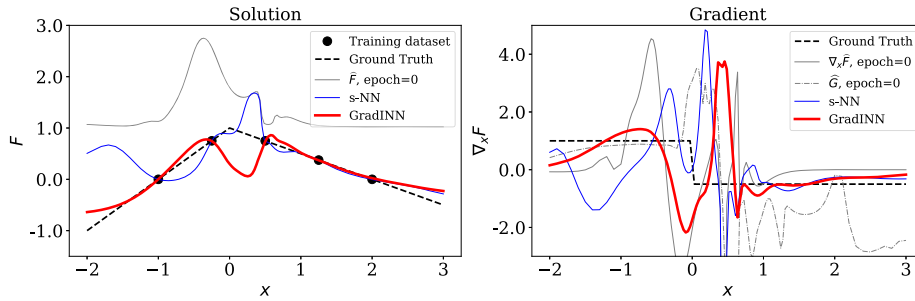 Solution
3.0
2.0
1.0
0.0
-1.0
F
-2
-1
0
1
2
3
x
Training dataset
Ground Truth
F̂, epoch=0
s-NN
GradINN
Gradient
4.0
2.0
0.0
-2.0
∇ₓF
-2
-1
0
1
2
3
x
Ground Truth
∇ₓF̂, epoch=0
Ĝ, epoch=0
s-NN
GradINN